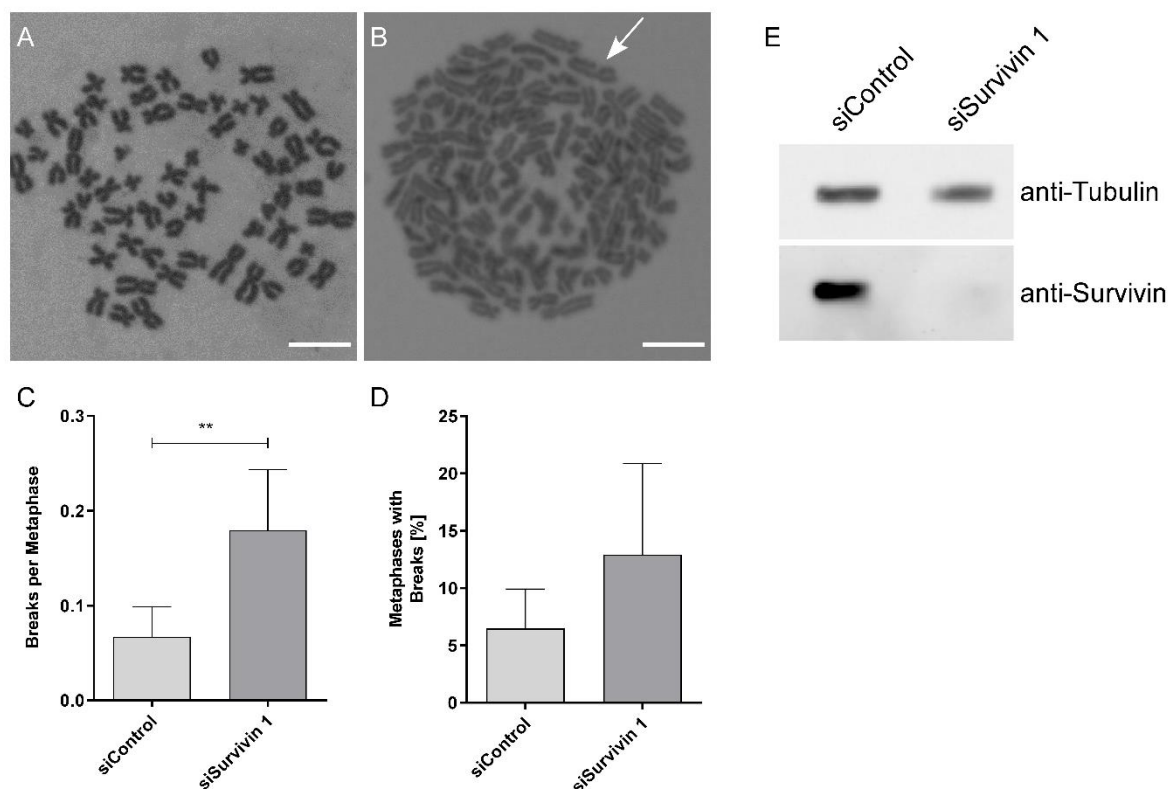 A
B
E
siControl
siSurvivin 1
anti-Tubulin
anti-Survivin
C
0.3
0.2
0.1
0.0
Breaks per Metaphase
**
siControl
siSurvivin 1
D
25
20
15
10
5
0
Metaphases with
Breaks [%]
siControl
siSurvivin 1